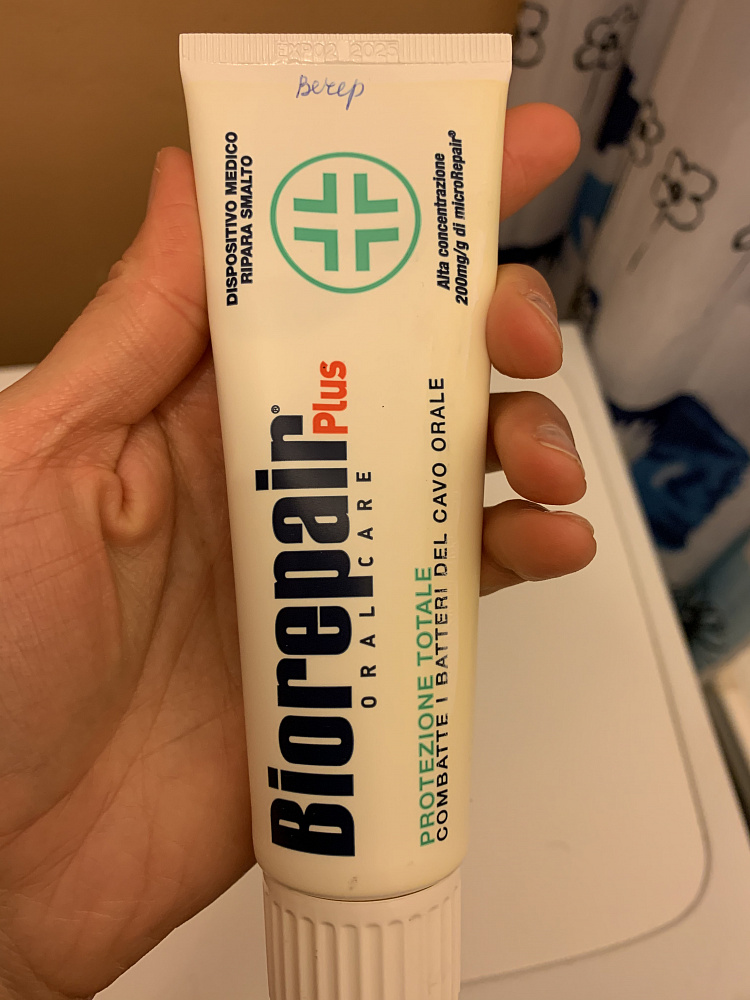 EXP02 2025
Вечер
DISPOSITIVO MEDICO
RIPARA SMALTO
Alta concentrazione
200mg/g di microRepair®
Biorepair®
Plus
ORAL CARE
PROTEZIONE TOTALE
COMBATTE I BATTERI DEL CAVO ORALE